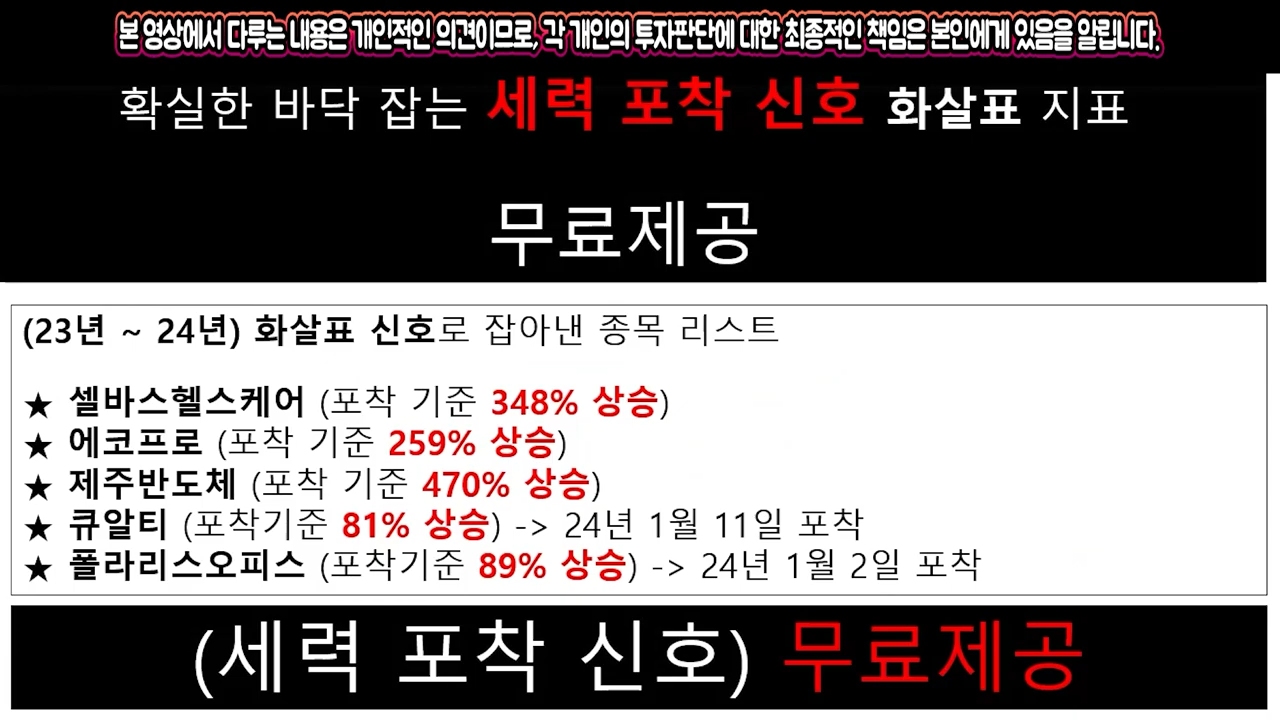 본 영상에서 다루는 내용은 개인적인 의견이므로, 각 개인의 투자판단에 대한 최종적인 책임은 본인에게 있음을 알립니다.
확실한 바닥 잡는 세력 포착 신호 화살표 지표
무료제공
(23년 ~ 24년) 화살표 신호로 잡아낸 종목 리스트
★ 셀바스헬스케어 (포착 기준 348% 상승)
★ 에코프로 (포착 기준 259% 상승)
★ 제주반도체 (포착 기준 470% 상승)
★ 큐알티 (포착기준 81% 상승) -> 24년 1월 11일 포착
★ 폴라리스오피스 (포착기준 89% 상승) -> 24년 1월 2일 포착
(세력 포착 신호) 무료제공